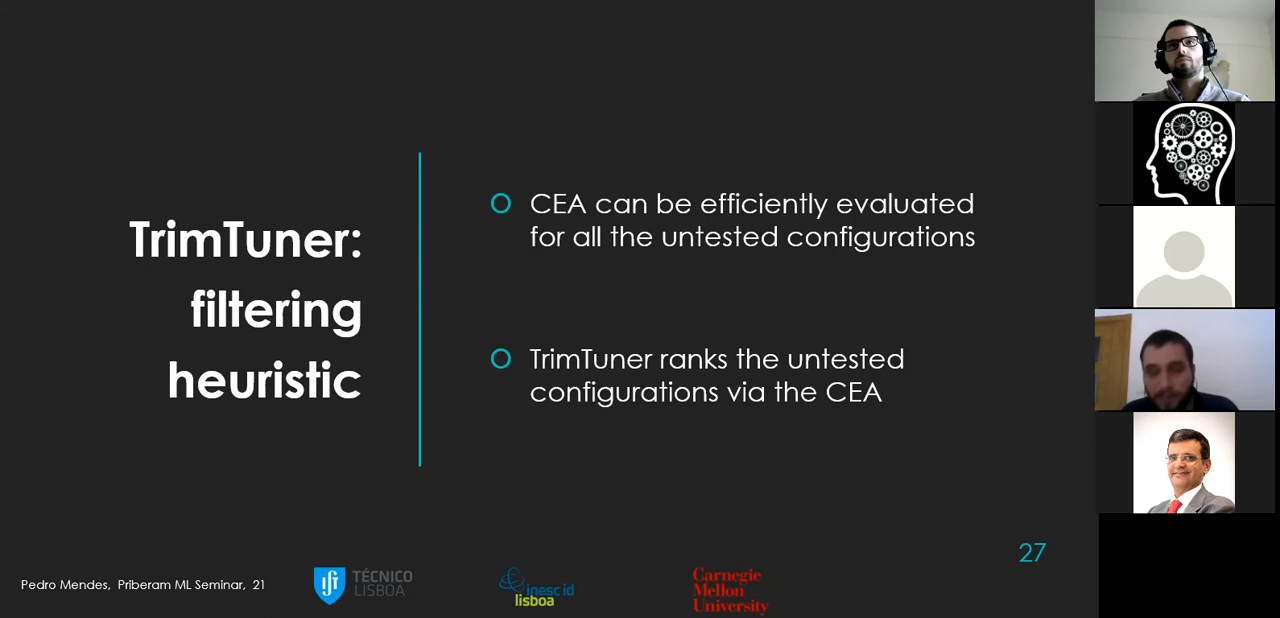 TrimTuner:
filtering
heuristic
CEA can be efficiently evaluated
for all the untested configurations
TrimTuner ranks the untested
configurations via the CEA
27
Pedro Mendes, Priberam ML Seminar, 21
TÉCNICO
LISBOA
inesc id
lisboa
Carnegie
Mellon
University